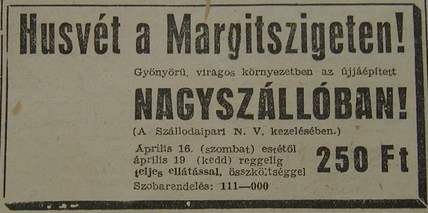 Husvét a Margitszigeten!
Gyönyörű, virágos környezetben az újjáépített
NAGYSZÁLLÓBAN!
(A Szállodaipari N. V. kezelésében.)
Április 16. (szombat) estétől
április 19 (kedd) reggelig
teljes ellátással, összköltséggel
250 Ft
Szobarendelés: 111—000